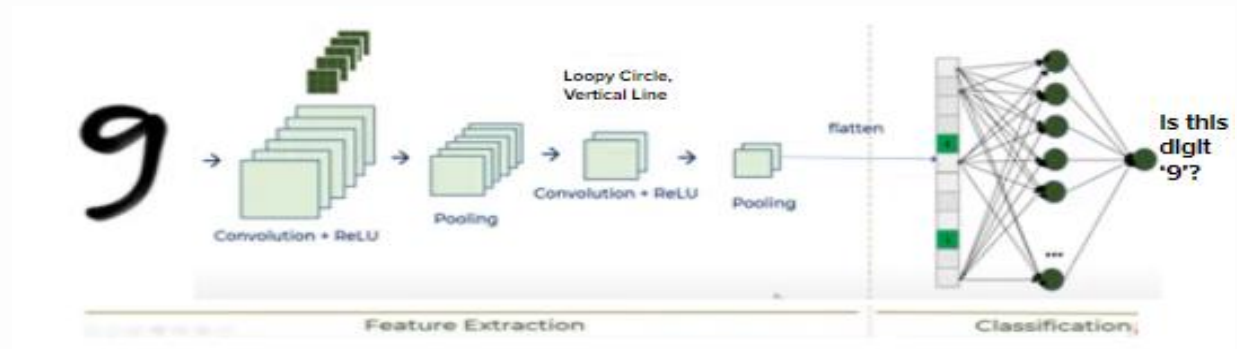 9
Loopy Circle,
Vertical Line
flatten
Is this
digit
‘9’?
Convolution + ReLU
Pooling
Convolution + ReLU
Pooling
...
Feature Extraction
Classification